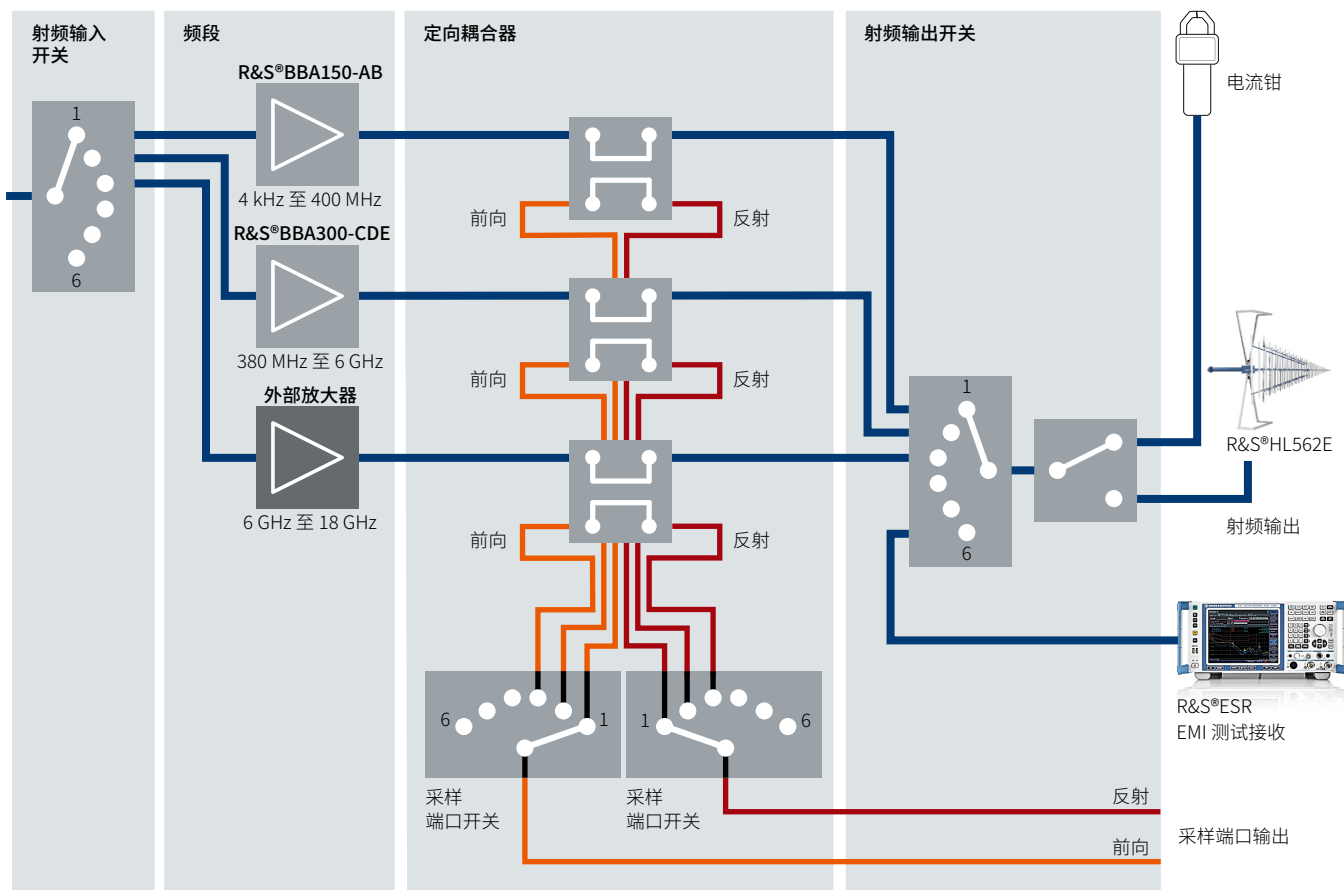 射频输入
开关
频段
定向耦合器
射频输出开关
R&S®BBA150-AB
4 kHz 至 400 MHz
R&S®BBA300-CDE
380 MHz 至 6 GHz
外部放大器
6 GHz 至 18 GHz
1
6
前向
反射
前向
反射
前向
反射
1
6
电流钳
R&S®HL562E
射频输出
R&S®ESR
EMI 测试接收
6
1
1
6
采样
端口开关
采样
端口开关
反射
前向
采样端口输出